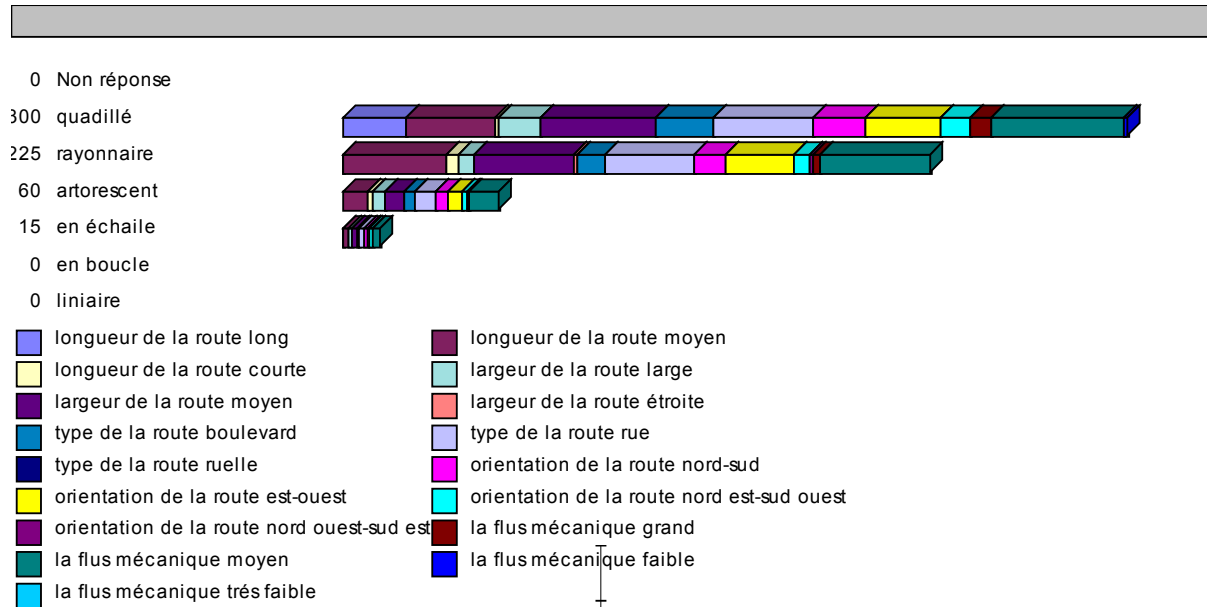 0 Non réponse
300 quadillé
225 rayonnaire
60 artorescent
15 en échaile
0 en boucle
0 liniaire
longueur de la route long
longueur de la route moyen
longueur de la route courte
largeur de la route large
largeur de la route moyen
largeur de la route étroite
type de la route boulevard
type de la route rue
type de la route ruelle
orientation de la route nord-sud
orientation de la route est-ouest
orientation de la route nord est-sud ouest
orientation de la route nord ouest-sud est
la flus mécanique grand
la flus mécanique moyen
la flus mécanique faible
la flus mécanique trés faible